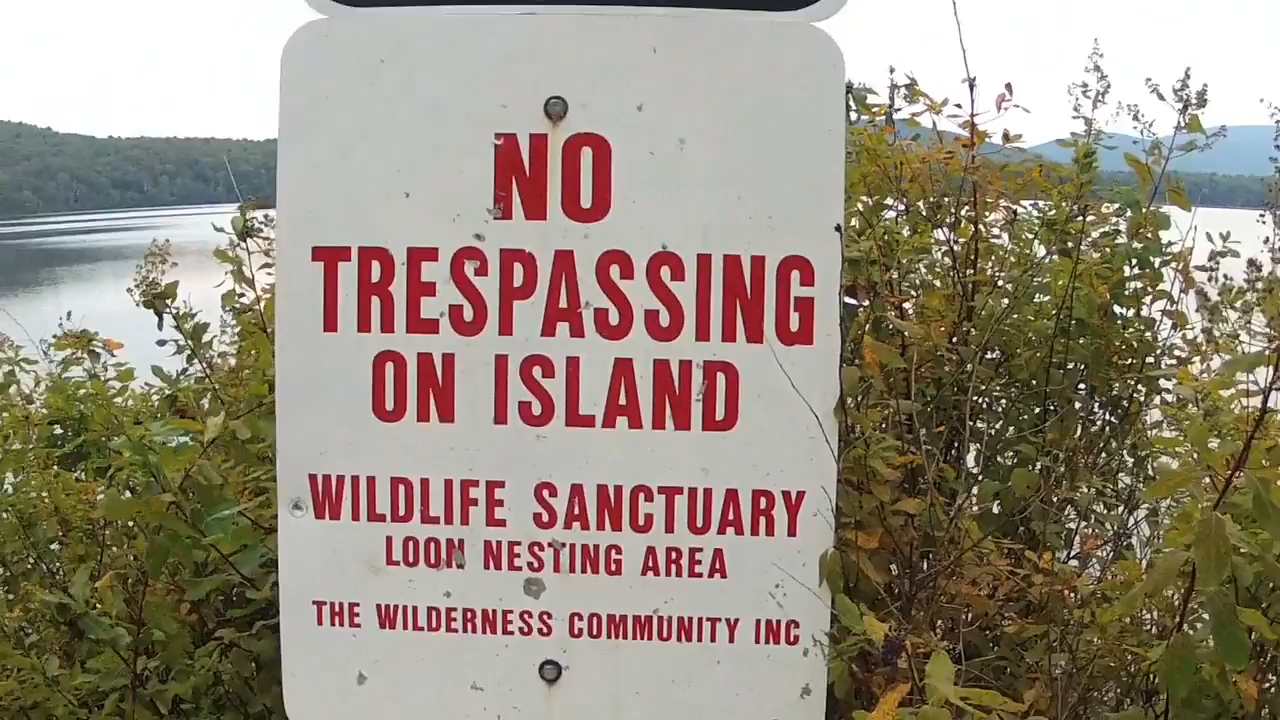 NO
TRESPASSING
ON ISLAND
WILDLIFE SANCTUARY
LOON NESTING AREA
THE WILDERNESS COMMUNITY INC